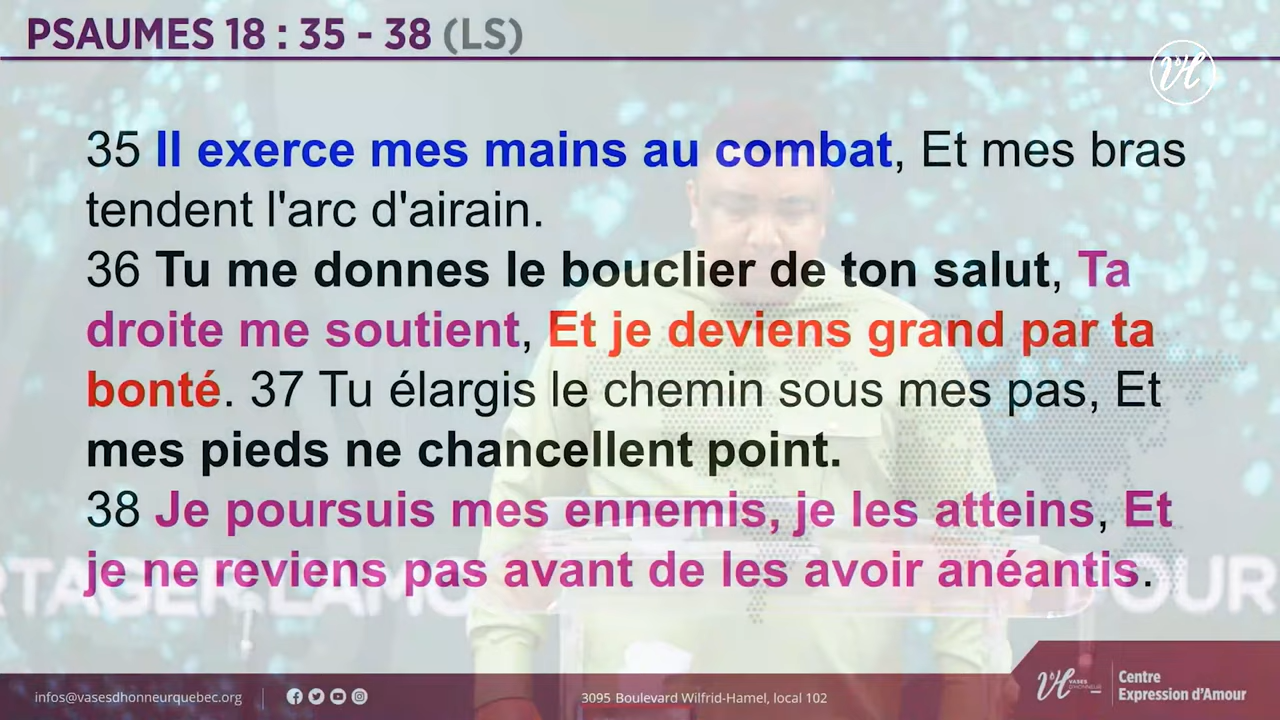 PSAUMES 18 : 35 - 38 (LS)
VH
35 Il exerce mes mains au combat, Et mes bras
tendent l'arc d'airain.
36 Tu me donnes le bouclier de ton salut, Ta
droite me soutient, Et je deviens grand par ta
bonté. 37 Tu élargis le chemin sous mes pas, Et
mes pieds ne chancellent point.
38 Je poursuis mes ennemis, je les atteins, Et
je ne reviens pas avant de les avoir anéantis.
infos@vasesdhonneurquebec.org
3095 Boulevard Wilfrid-Hamel, local 102
VH VASES D'HONNEUR
Centre
Expression d'Amour